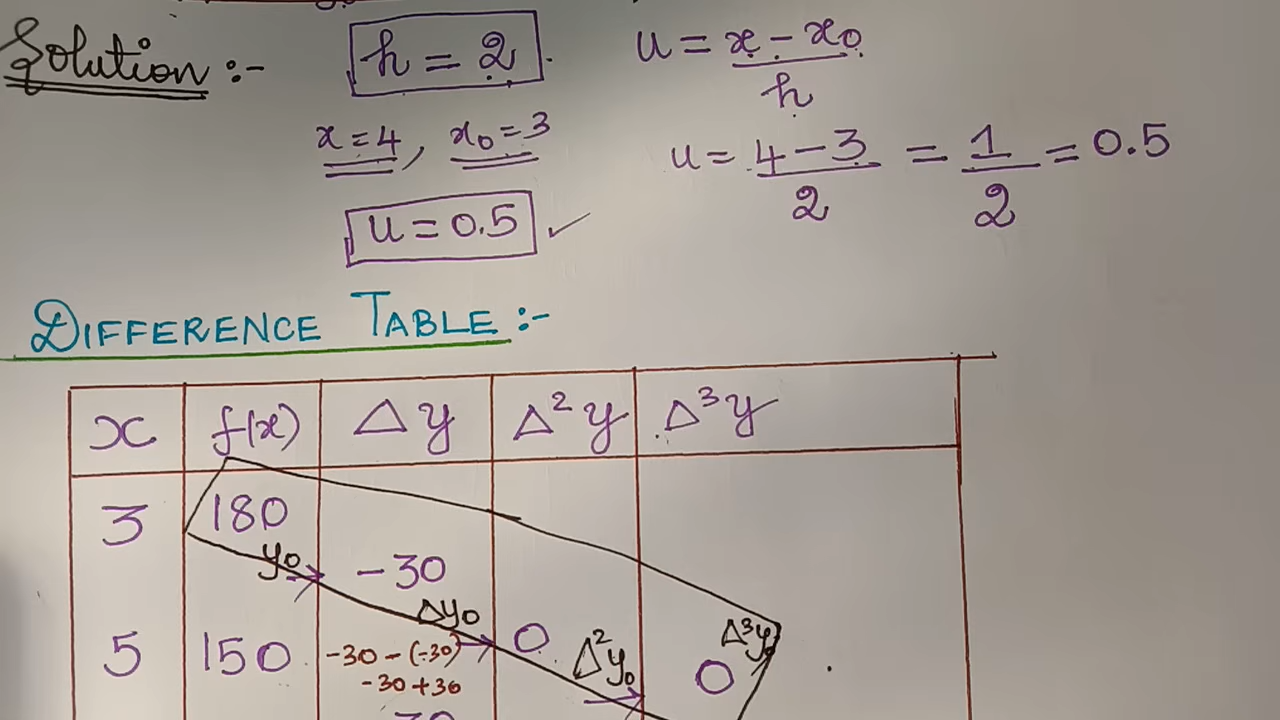 Solution :-
h = 2
u = x - x₀ / h
x = 4, x₀ = 3
u = 4 - 3 / 2 = 1 / 2 = 0.5
u = 0.5 ✓
DIFFERENCE TABLE :-
x f(x) Δy Δ²y Δ³y
3 180
y₀ -30
Δy₀ Δ³y₀
5 150 -30 - (-30) 0 Δ²y₀ 0
-30 + 30